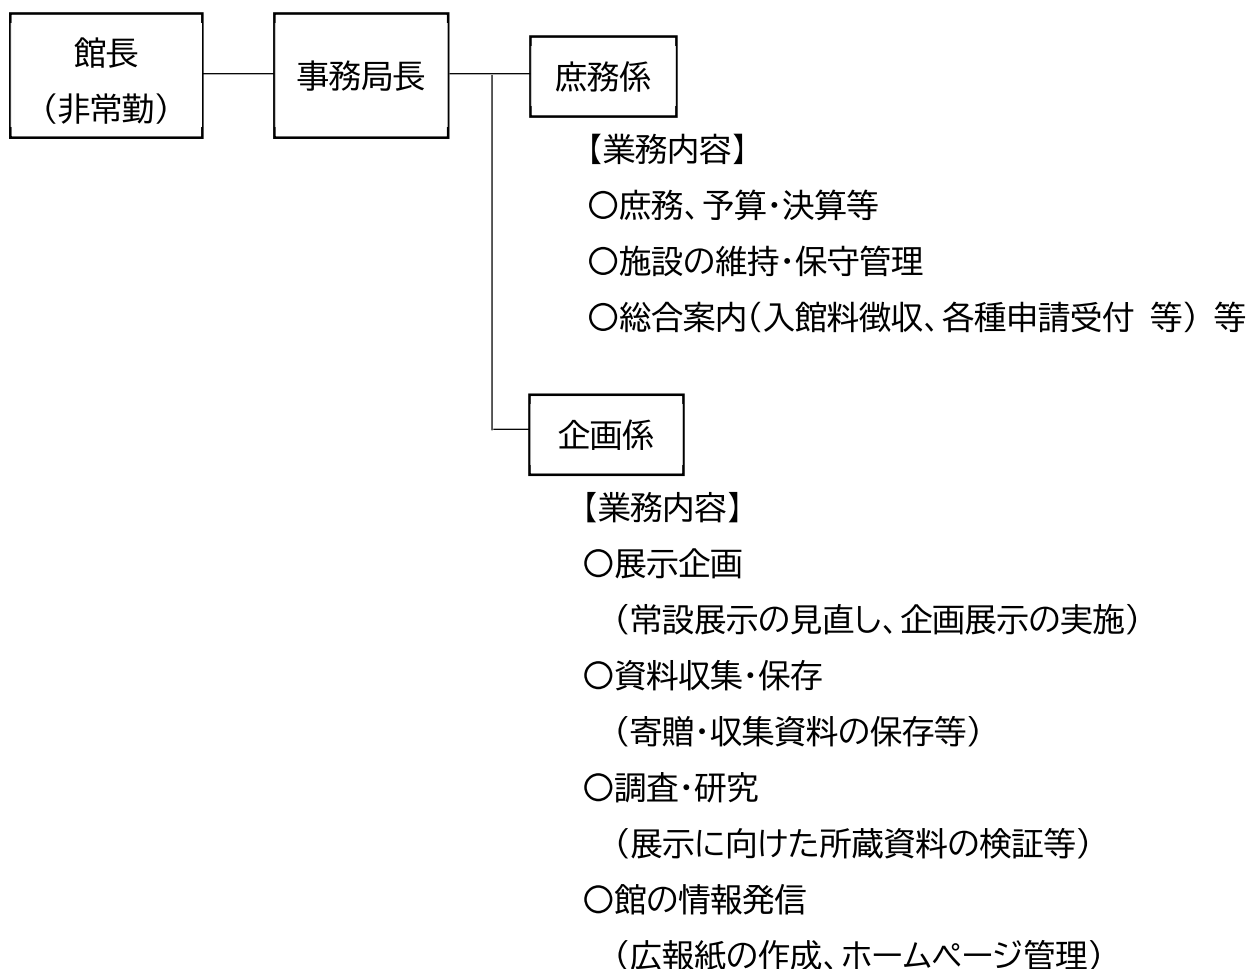 館長
（非常勤）
事務局長
庶務係
【業務内容】
〇庶務、予算・決算等
〇施設の維持・保守管理
〇総合案内（入館料徴収、各種申請受付 等） 等
企画係
【業務内容】
〇展示企画
（常設展示の見直し、企画展示の実施）
〇資料収集・保存
（寄贈・収集資料の保存等）
〇調査・研究
（展示に向けた所蔵資料の検証等）
〇館の情報発信
（広報紙の作成、ホームページ管理）